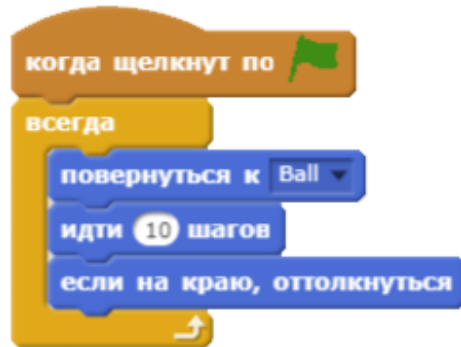 когда щелкнут по
всегда
повернуться к Ball
идти 10 шагов
если на краю, оттолкнуться